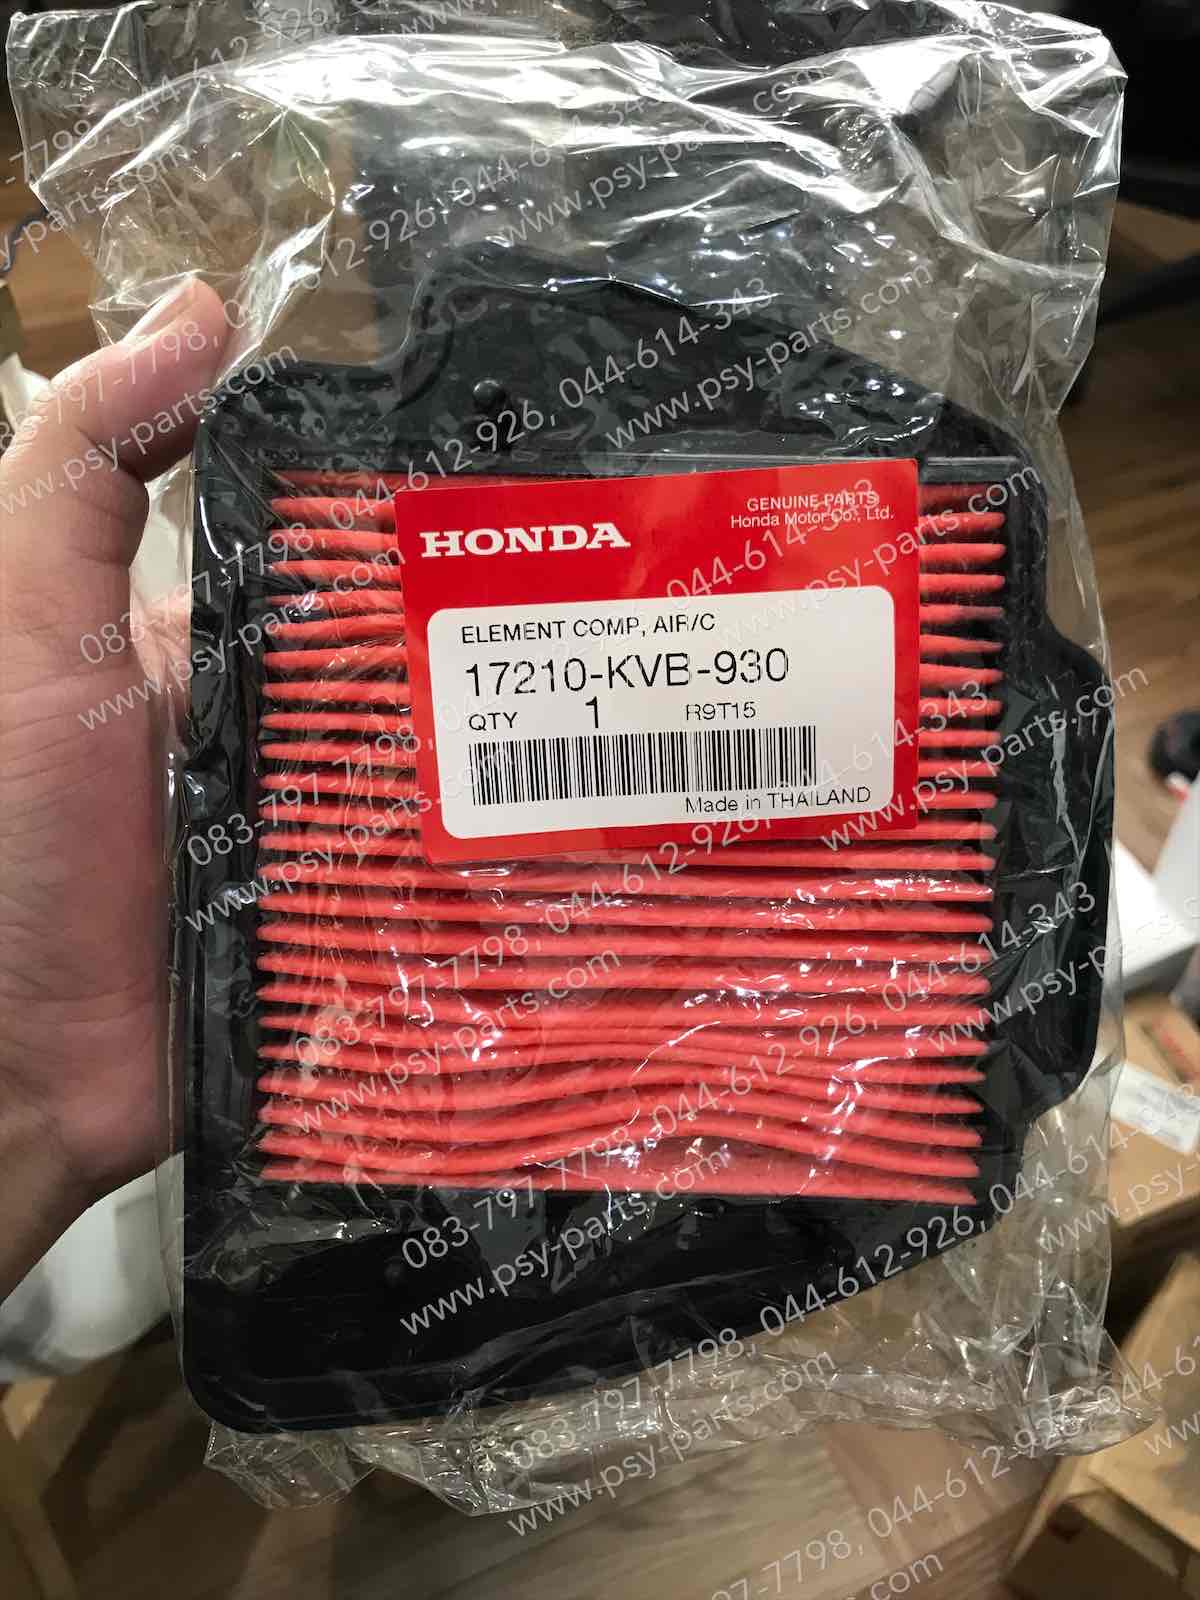 HONDA
GENUINE PARTS
Honda Motor Co., Ltd.
ELEMENT COMP, AIR/C
17210-KVB-930
QTY 1 R9T15
Made in THAILAND
083-797-7798, 044-612-926, 044-614-343
www.psy-parts.com